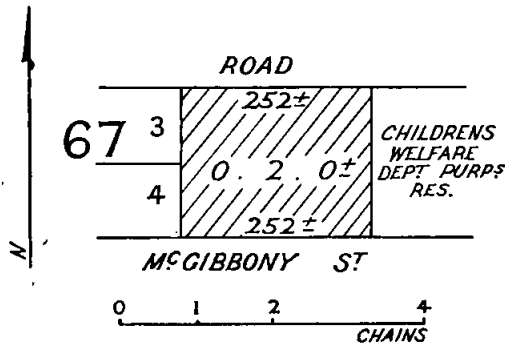 ROAD
252±
67
3
4
0. 2. 0±
CHILDRENS
WELFARE
DEPT PURPS
RES.
252±
N
McGIBBONY ST
0 1 2 4
CHAINS